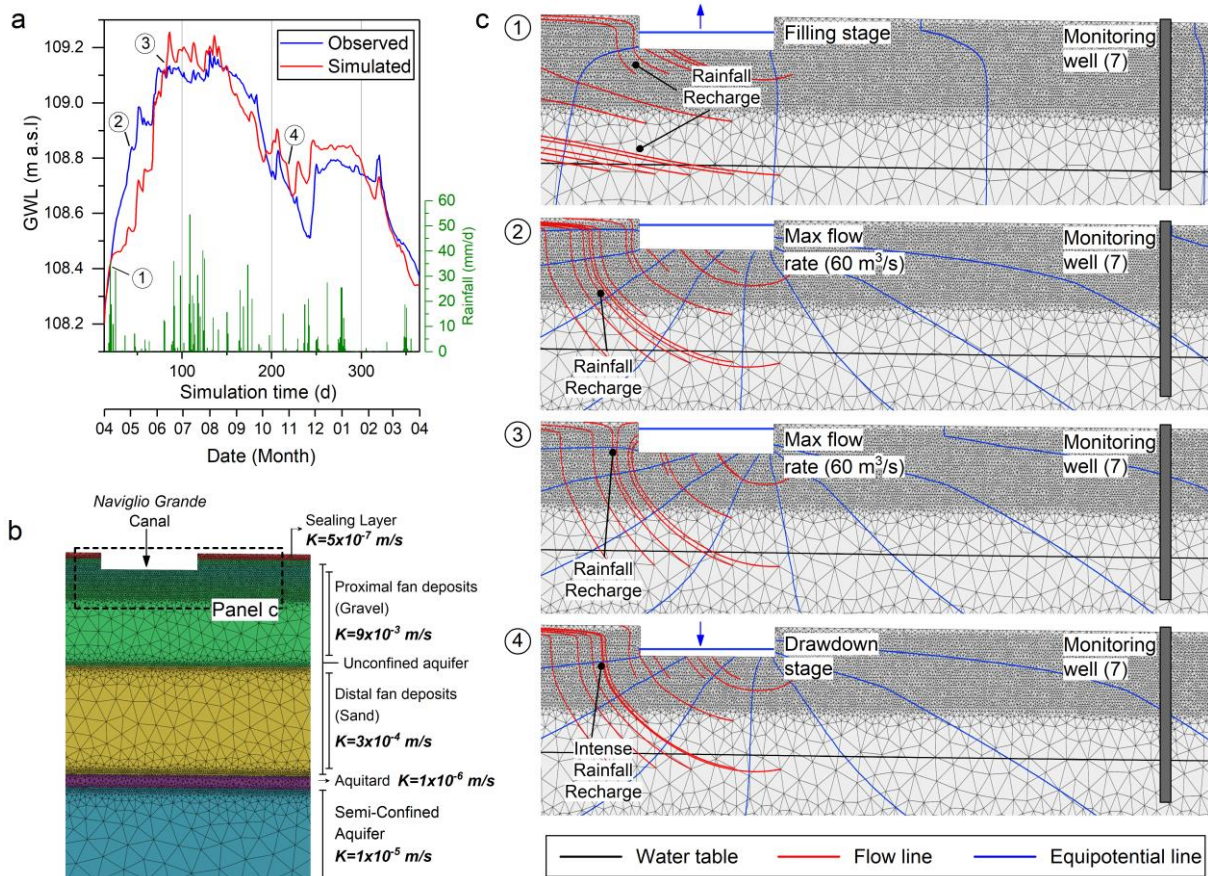 a
109.2
109.0
108.8
108.6
108.4
108.2
GWL (m a.s.l)
Observed
Simulated
①
②
③
④
60
50
40
30
20
10
0
Rainfall (mm/d)
100 200 300
Simulation time (d)
04 05 06 07 08 09 10 11 12 01 02 03 04
Date (Month)
b
Naviglio Grande
Canal
Sealing Layer
K=5x10⁻⁷ m/s
Panel c
Proximal fan deposits
(Gravel)
K=9x10⁻³ m/s
Unconfined aquifer
Distal fan deposits
(Sand)
K=3x10⁻⁴ m/s
Aquitard K=1x10⁻⁶ m/s
Semi-Confined
Aquifer
K=1x10⁻⁵ m/s
c
①
Filling stage
Monitoring
well (7)
Rainfall
Recharge
②
Max flow
rate (60 m³/s)
Monitoring
well (7)
Rainfall
Recharge
③
Max flow
rate (60 m³/s)
Monitoring
well (7)
Rainfall
Recharge
④
Drawdown
stage
Monitoring
well (7)
Intense
Rainfall
Recharge
Water table
Flow line
Equipotential line